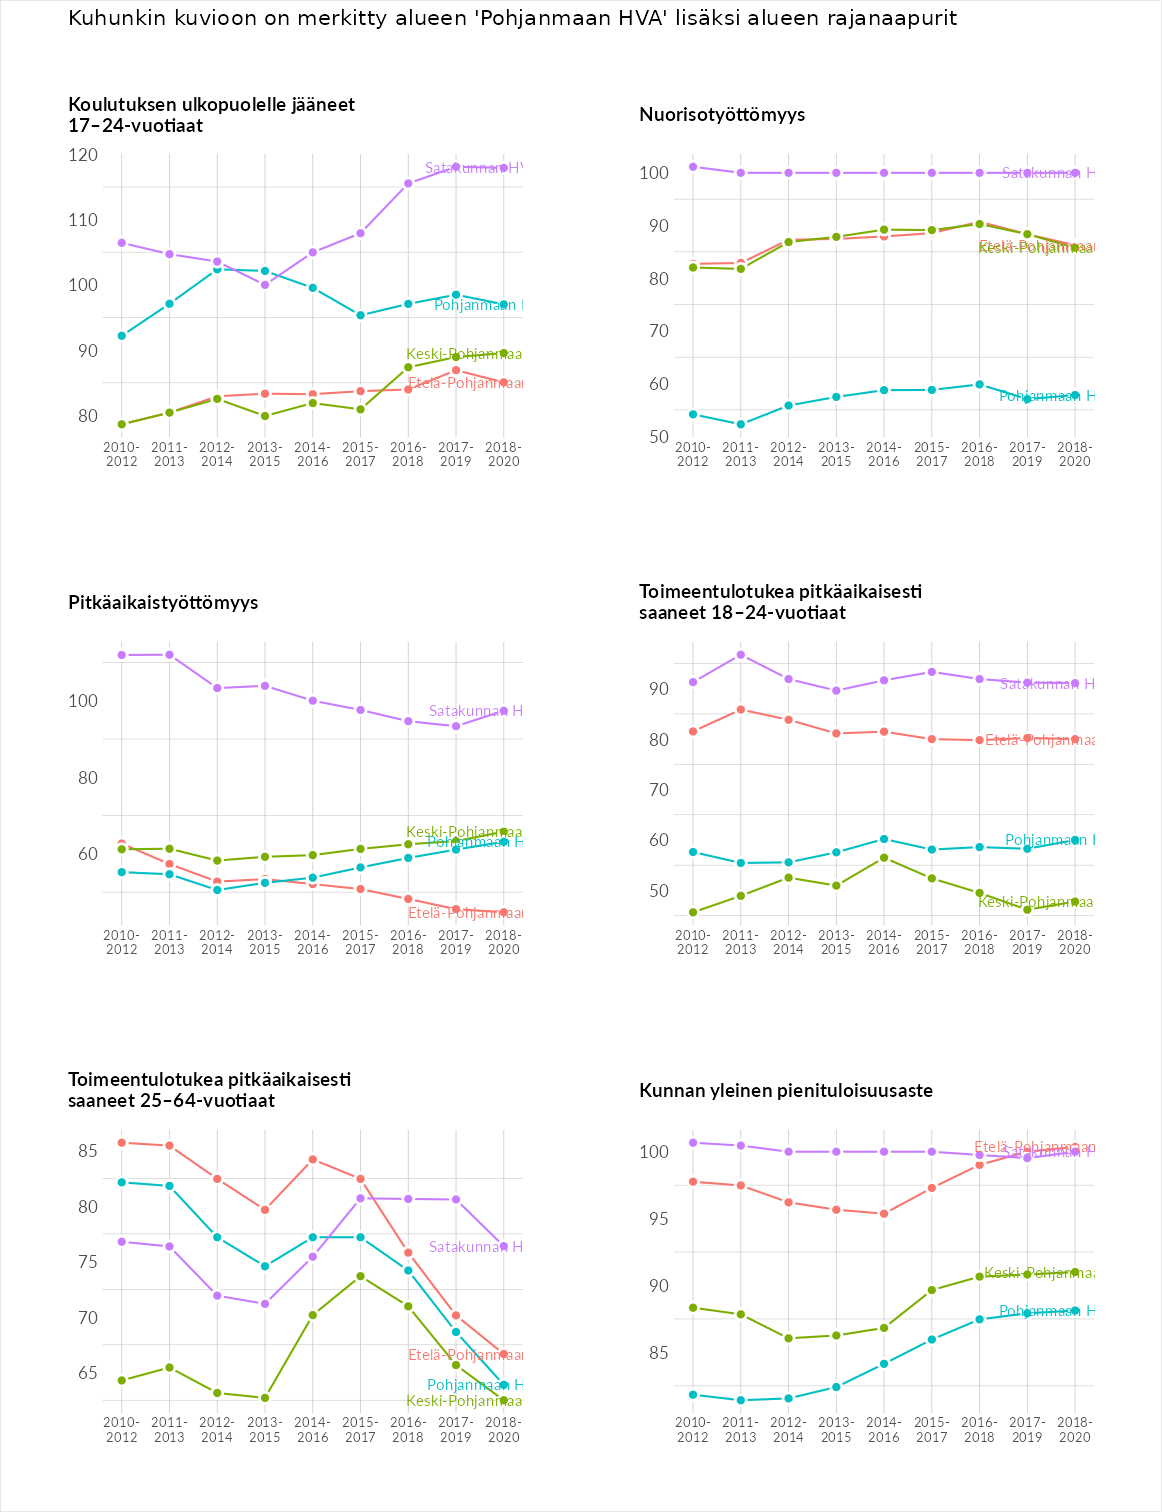 Kuhunkin kuvioon on merkitty alueen 'Pohjanmaan HVA' lisäksi alueen rajanaapurit
Koulutuksen ulkopuolelle jääneet
17–24-vuotiaat
120
110
100
90
80
Satakunnan HV
Pohjanmaan
Keski-Pohjanmaa
Etelä-Pohjanmaan
2010- 2011- 2012- 2013- 2014- 2015- 2016- 2017- 2018-
2012 2013 2014 2015 2016 2017 2018 2019 2020
Nuorisotyöttömyys
100
90
80
70
60
50
Satakunnan H
Etelä-Pohjanmaan
Keski-Pohjanmaa
Pohjanmaan H
2010- 2011- 2012- 2013- 2014- 2015- 2016- 2017- 2018-
2012 2013 2014 2015 2016 2017 2018 2019 2020
Pitkäaikaistyöttömyys
100
80
60
Satakunnan H
Keski-Pohjanmaa
Pohjanmaan H
Etelä-Pohjanmaan
2010- 2011- 2012- 2013- 2014- 2015- 2016- 2017- 2018-
2012 2013 2014 2015 2016 2017 2018 2019 2020
Toimeentulotukea pitkäaikaisesti
saaneet 18–24-vuotiaat
90
80
70
60
50
Satakunnan H
Etelä-Pohjanmaa
Pohjanmaan H
Keski-Pohjanmaa
2010- 2011- 2012- 2013- 2014- 2015- 2016- 2017- 2018-
2012 2013 2014 2015 2016 2017 2018 2019 2020
Toimeentulotukea pitkäaikaisesti
saaneet 25–64-vuotiaat
85
80
75
70
65
Satakunnan H
Etelä-Pohjanmaan
Pohjanmaan H
Keski-Pohjanmaa
2010- 2011- 2012- 2013- 2014- 2015- 2016- 2017- 2018-
2012 2013 2014 2015 2016 2017 2018 2019 2020
Kunnan yleinen pienituloisuusaste
100
95
90
85
Etelä-Pohjanmaan
Satakunnan H
Keski-Pohjanmaa
Pohjanmaan H
2010- 2011- 2012- 2013- 2014- 2015- 2016- 2017- 2018-
2012 2013 2014 2015 2016 2017 2018 2019 2020